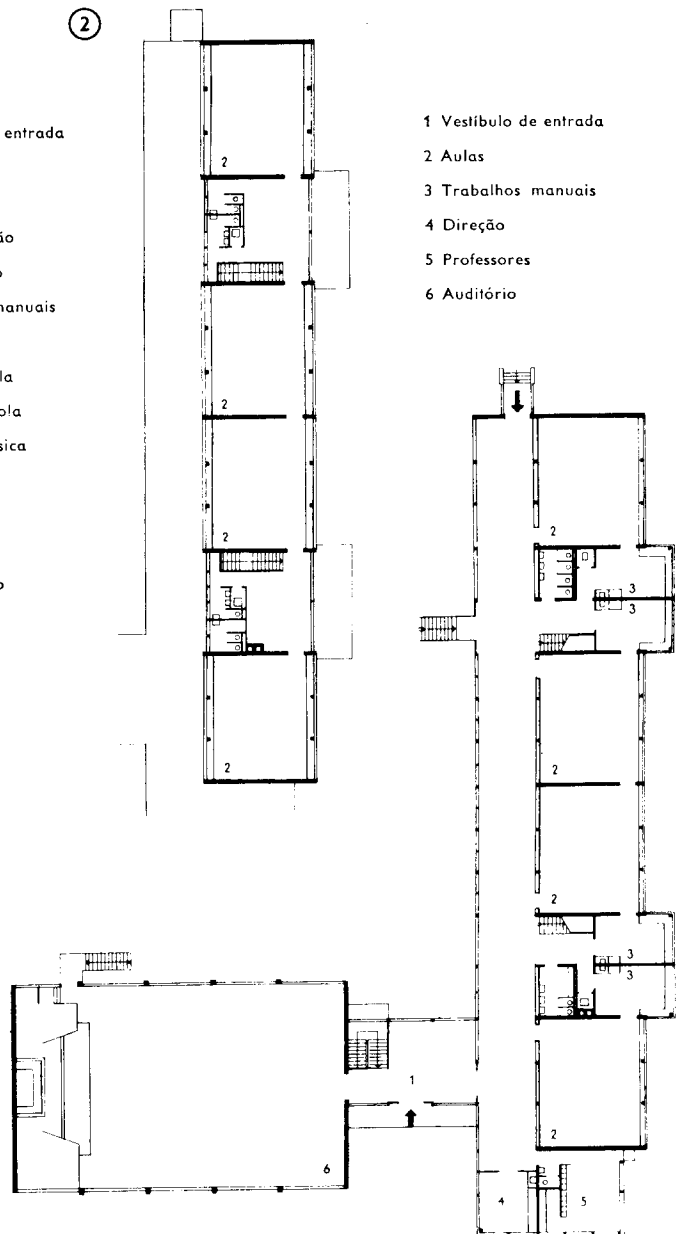 2
entrada
ão
manuais
la
ola
sica
1 Vestíbulo de entrada
2 Aulas
3 Trabalhos manuais
4 Direção
5 Professores
6 Auditório
2
2
2
2
2
3
3
2
2
3
3
2
1
6
4
5